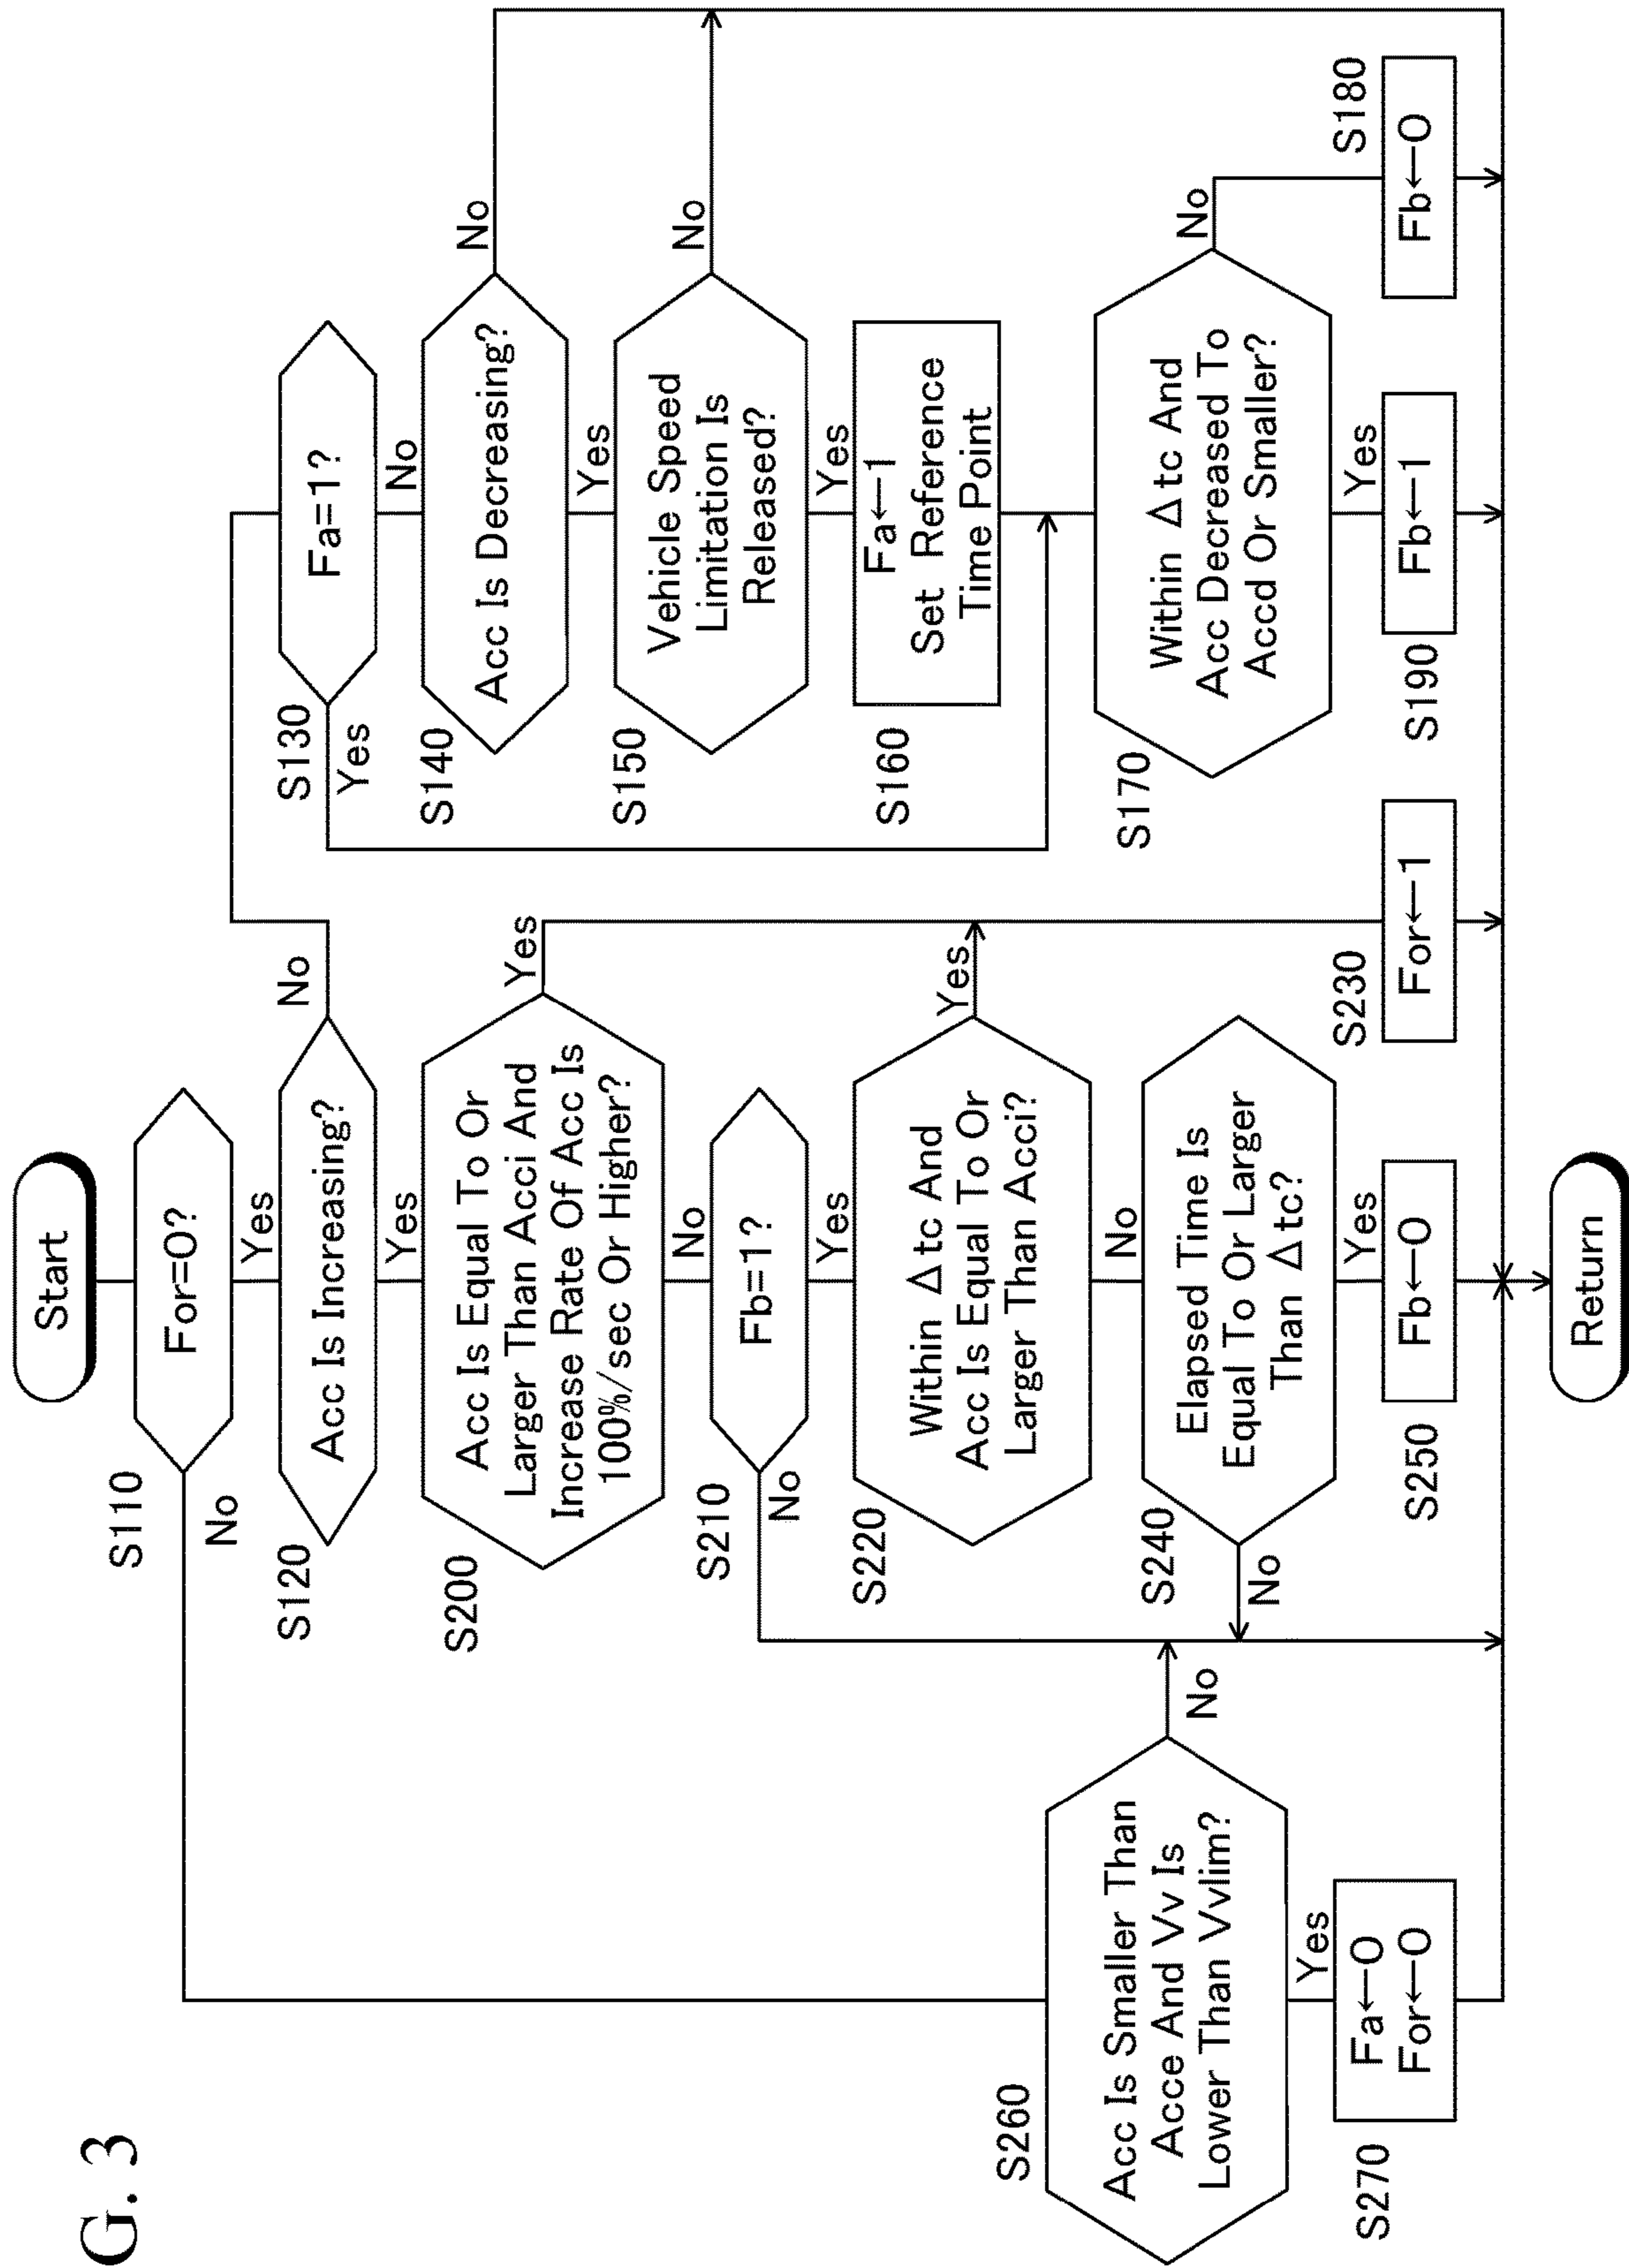 G. 3
Start
S110
For=0?
No
Yes
S120
Acc Is Increasing?
No
Yes
S200
Acc Is Equal To Or
Larger Than Acci And
Increase Rate Of Acc Is
100%/sec Or Higher?
Yes
No
S210
Fb=1?
No
Yes
S220
Within Δtc And
Acc Is Equal To Or
Larger Than Acci?
Yes
No
S240
Elapsed Time Is
Equal To Or Larger
Than Δtc?
No
Yes
S250
Fb←0
S230
For←1
S260
Acc Is Smaller Than
Acce And Vv Is
Lower Than Vvlim?
No
Yes
S270
Fa←0
For←0
S130
Fa=1?
Yes
No
S140
Acc Is Decreasing?
No
Yes
S150
Vehicle Speed
Limitation Is
Released?
No
Yes
S160
Fa←1
Set Reference
Time Point
S170
Within Δtc And
Acc Decreased To
Accd Or Smaller?
No
Yes
S190
Fb←1
S180
Fb←0
Return